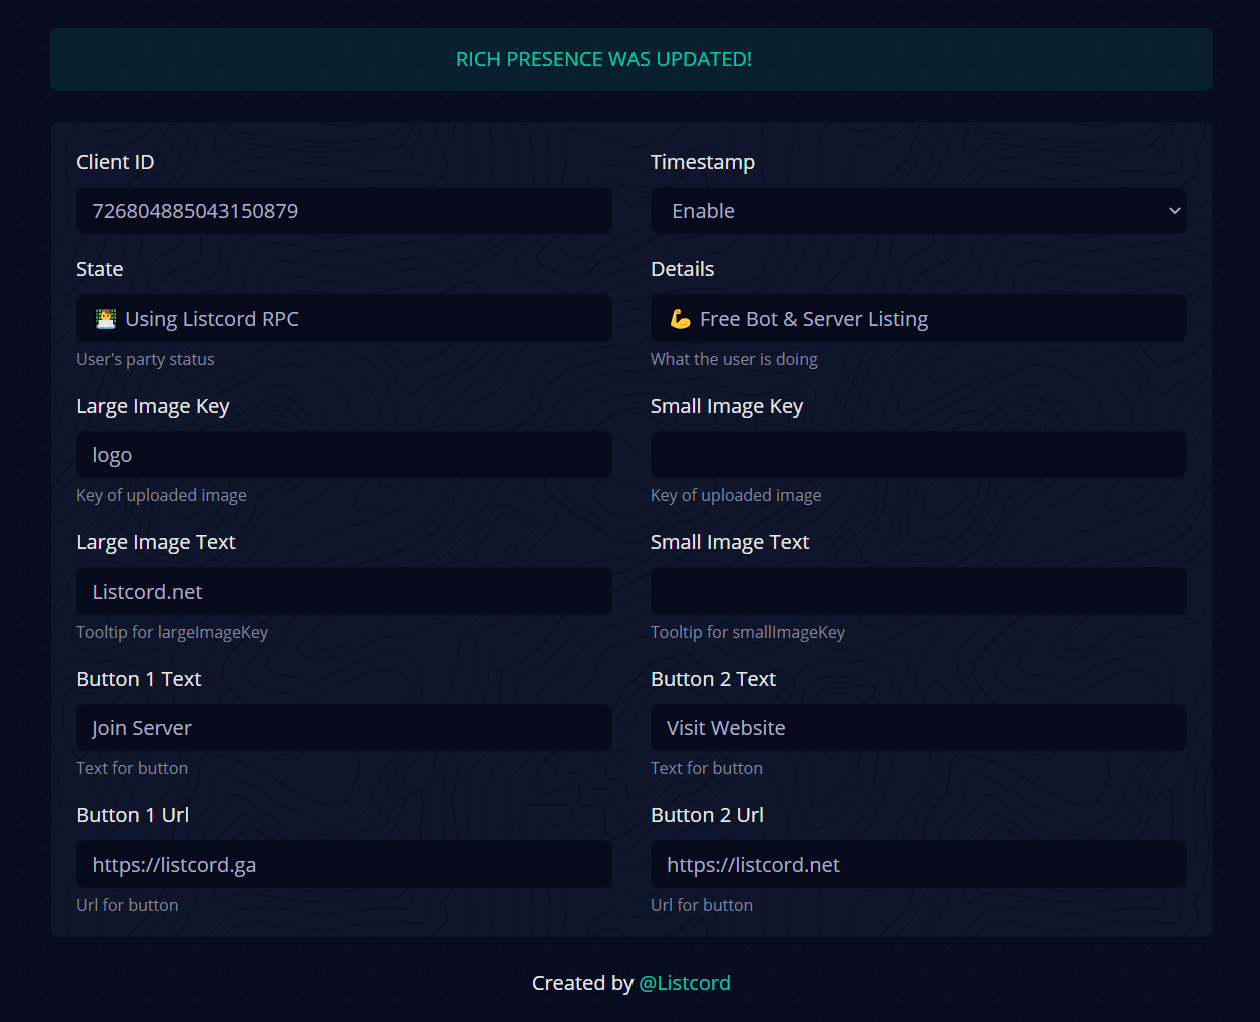 RICH PRESENCE WAS UPDATED!
Client ID
Timestamp
726804885043150879
Enable
State
Details
👨‍💻 Using Listcord RPC
💪 Free Bot & Server Listing
User's party status
What the user is doing
Large Image Key
Small Image Key
logo
Key of uploaded image
Key of uploaded image
Large Image Text
Small Image Text
Listcord.net
Tooltip for largeImageKey
Tooltip for smallImageKey
Button 1 Text
Button 2 Text
Join Server
Visit Website
Text for button
Text for button
Button 1 Url
Button 2 Url
https://listcord.ga
https://listcord.net
Url for button
Url for button
Created by @Listcord